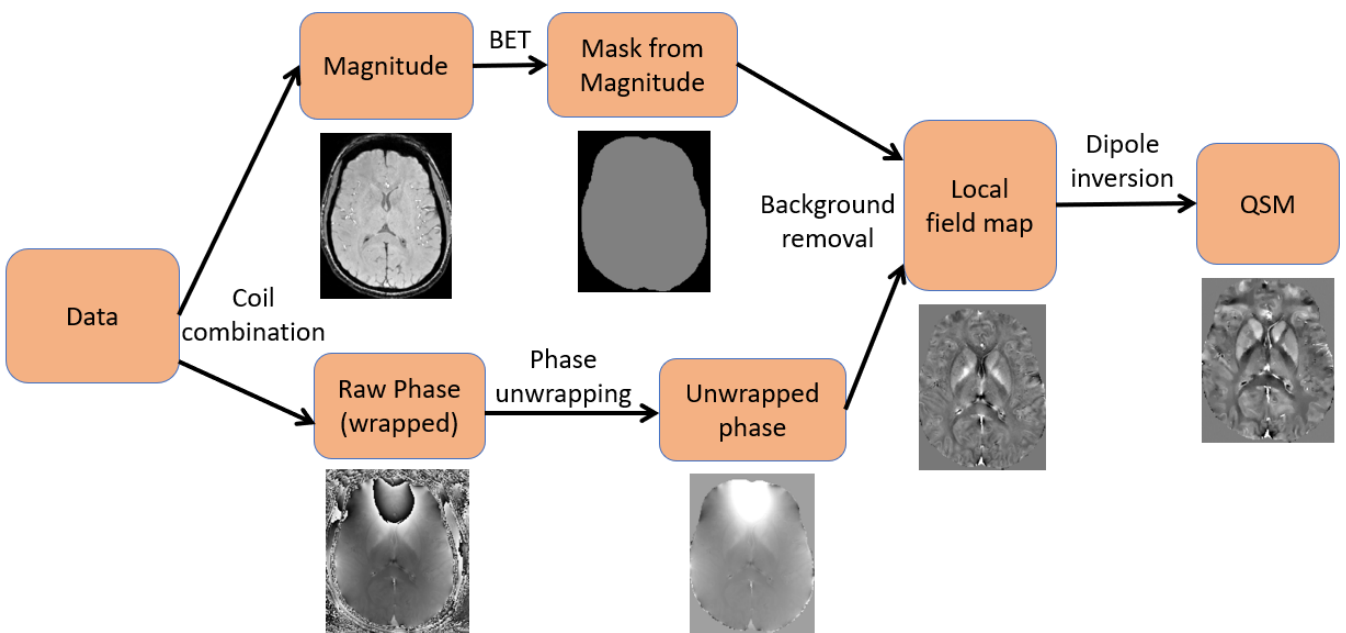 Data
Coil
combination
Magnitude
BET
Mask from
Magnitude
Raw Phase
(wrapped)
Phase
unwrapping
Unwrapped
phase
Background
removal
Local
field map
Dipole
inversion
QSM